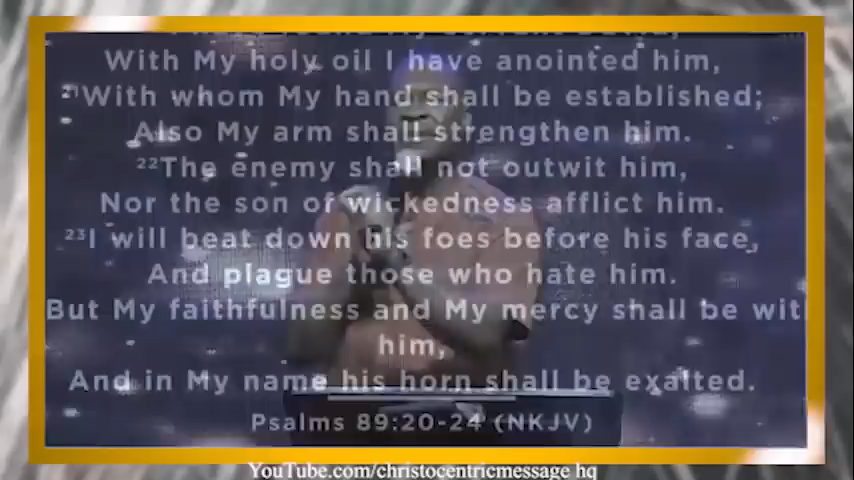 With My holy oil I have anointed him,
²¹With whom My hand shall be established;
Also My arm shall strengthen him.
²²The enemy shall not outwit him,
Nor the son of wickedness afflict him.
²³I will beat down his foes before his face,
And plague those who hate him.
But My faithfulness and My mercy shall be wit
him,
And in My name his horn shall be exalted.
Psalms 89:20-24 (NKJV)
YouTube.com/christocentricmessage hq